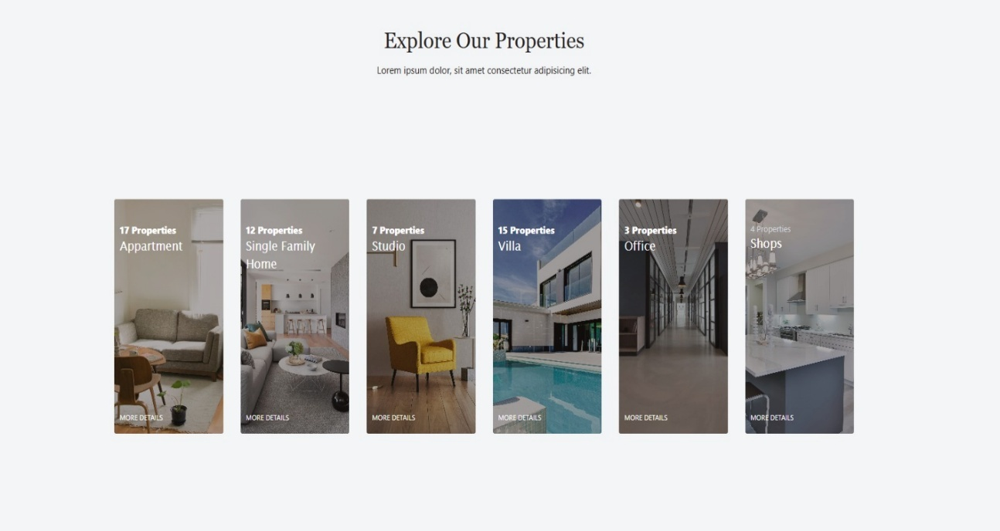 Explore Our Properties
Lorem ipsum dolor, sit amet consectetur adipisicing elit.
17 Properties
Appartment
MORE DETAILS
12 Properties
Single Family
Home
MORE DETAILS
7 Properties
Studio
MORE DETAILS
15 Properties
Villa
MORE DETAILS
3 Properties
Office
MORE DETAILS
4 Properties
Shops
MORE DETAILS